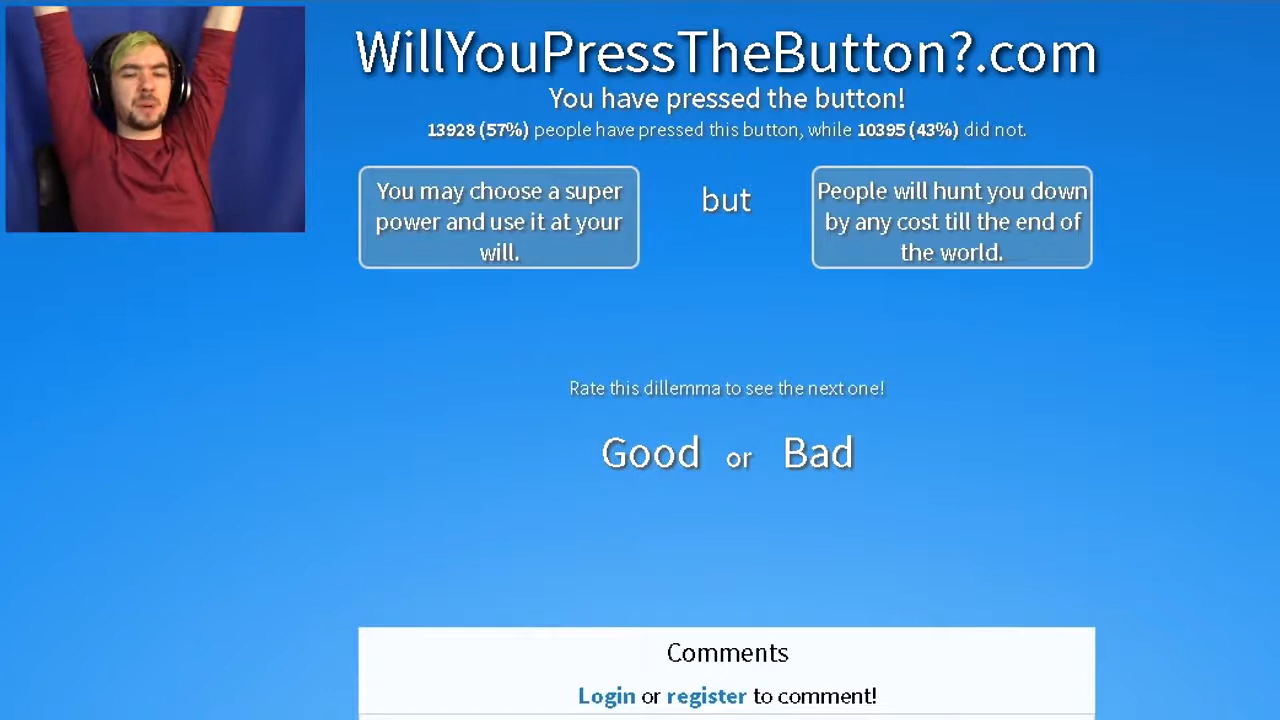 WillYouPressTheButton?.com
You have pressed the button!
13928 (57%) people have pressed this button, while 10395 (43%) did not.
You may choose a super
power and use it at your
will.
but
People will hunt you down
by any cost till the end of
the world.
Rate this dillemma to see the next one!
Good or Bad
Comments
Login or register to comment!